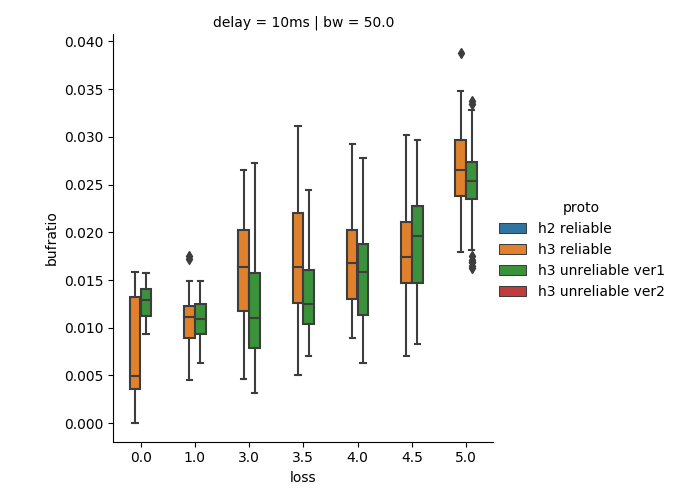 delay = 10ms | bw = 50.0
0.040
0.035
0.030
0.025
0.020
0.015
0.010
0.005
0.000
bufratio
0.0 1.0 3.0 3.5 4.0 4.5 5.0
loss
proto
h2 reliable
h3 reliable
h3 unreliable ver1
h3 unreliable ver2